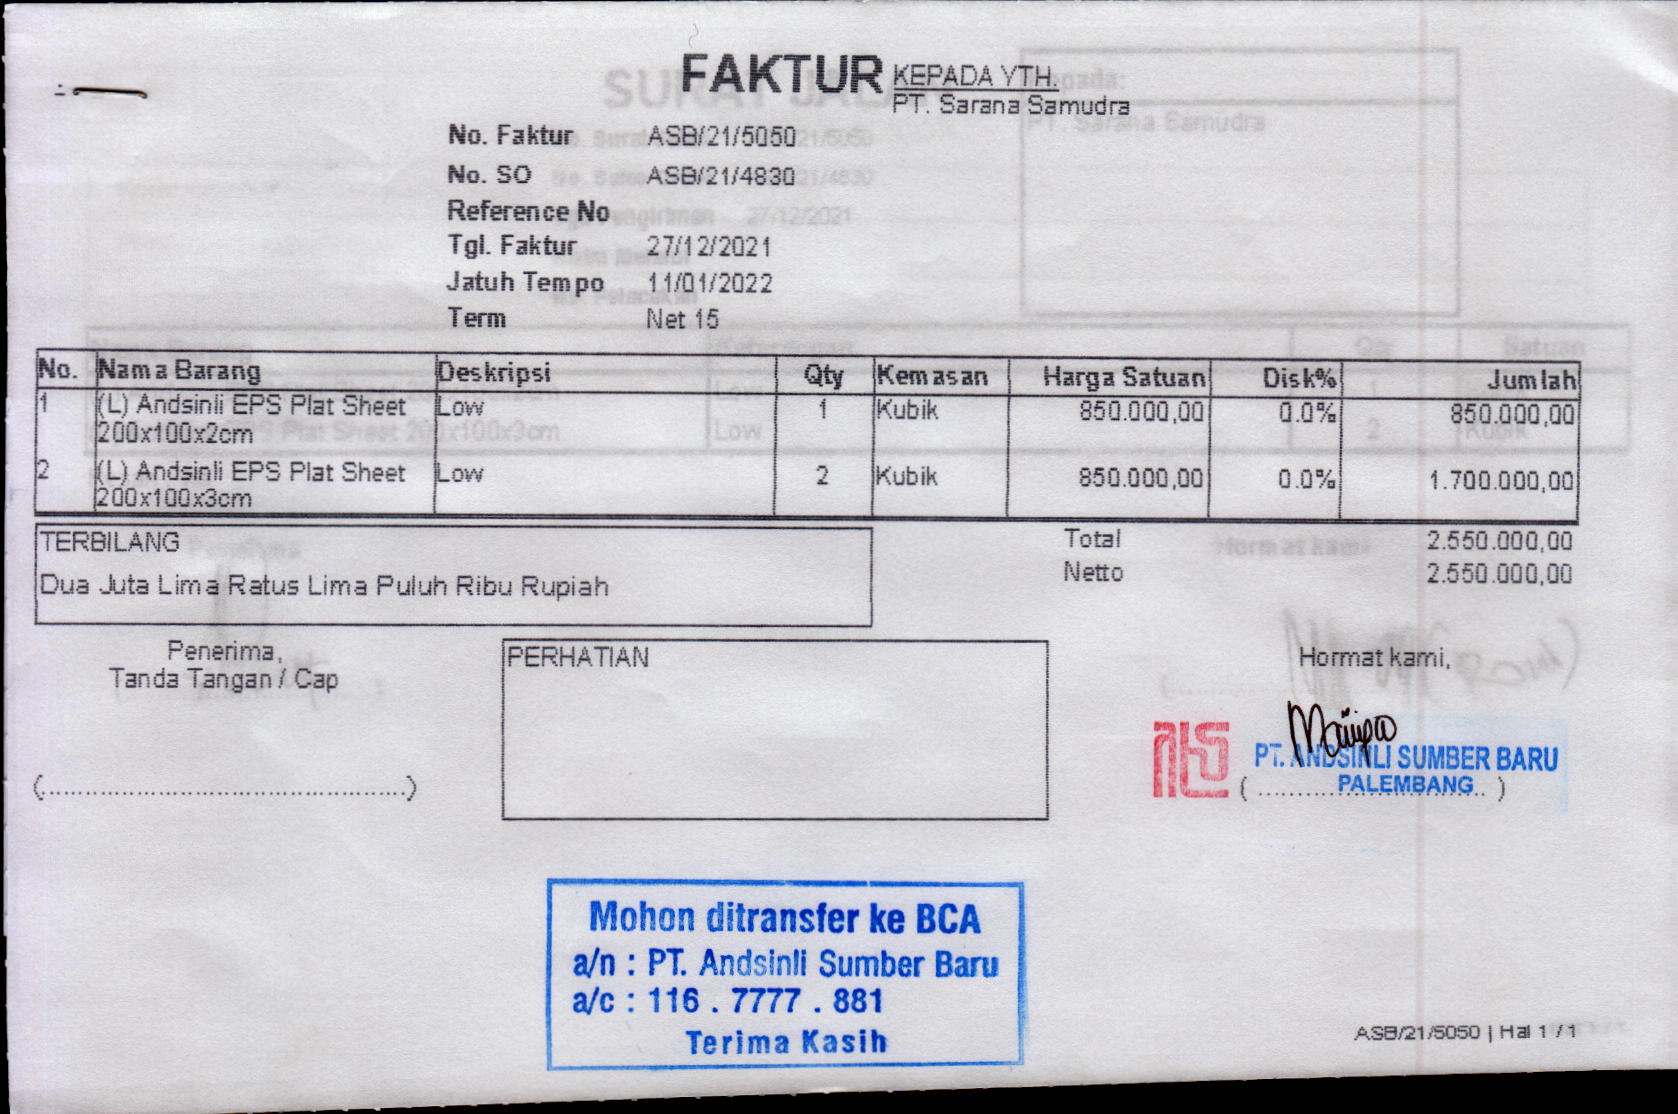 FAKTUR
KEPADA YTH.
PT. Sarana Samudra
No. Faktur ASB/21/5050
No. SO ASB/21/4830
Reference No
Tgl. Faktur 27/12/2021
Jatuh Tempo 11/01/2022
Term Net 15
No. Nama Barang Deskripsi Qty Kemasan Harga Satuan Disk% Jumlah
1 (L) Andsinli EPS Plat Sheet Low 1 Kubik 850.000,00 0.0% 850.000,00
200x100x2cm
2 (L) Andsinli EPS Plat Sheet Low 2 Kubik 850.000,00 0.0% 1.700.000,00
200x100x3cm
TERBILANG
Dua Juta Lima Ratus Lima Puluh Ribu Rupiah
Total 2.550.000,00
Netto 2.550.000,00
Penerima,
Tanda Tangan / Cap
(..............................................)
PERHATIAN
Hormat kami,
PT. ANDSINLI SUMBER BARU
PALEMBANG
Mohon ditransfer ke BCA
a/n : PT. Andsinli Sumber Baru
a/c : 116 . 7777 . 881
Terima Kasih
ASB/21/5050 | Hal 1 / 1